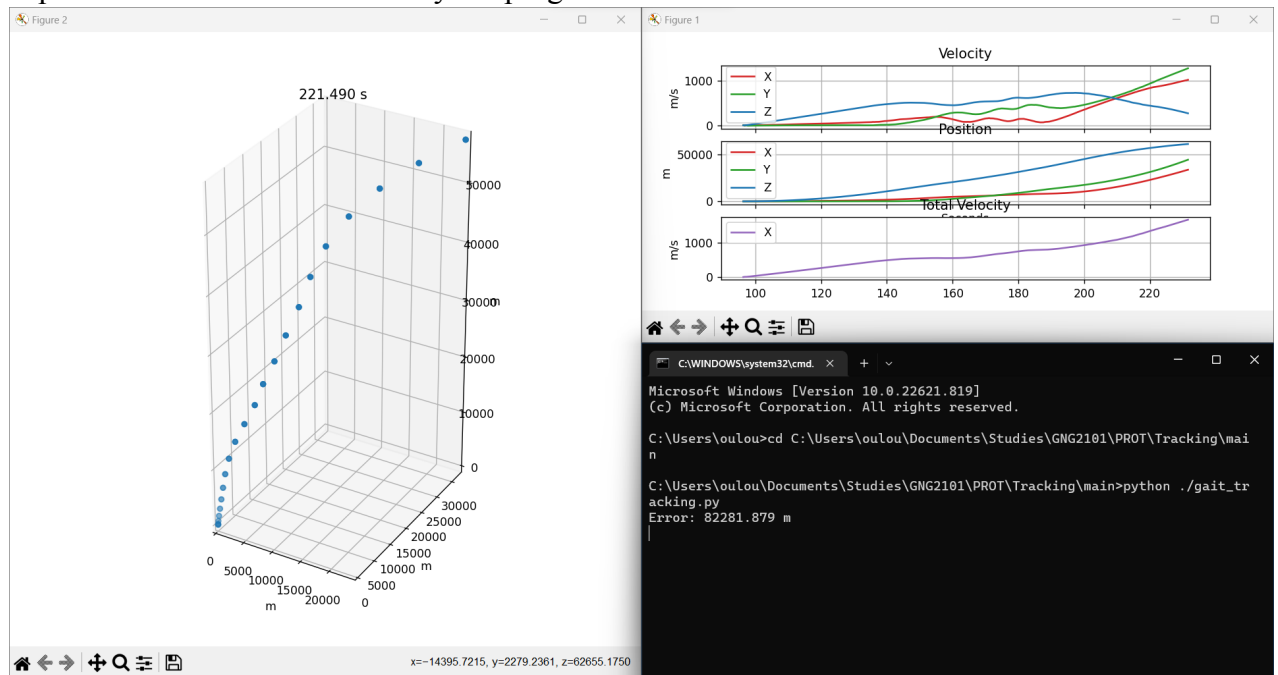 Figure 2
221.490 s
50000
40000
30000
m
20000
10000
0
30000
25000
20000
15000
10000
5000
0
m
0
5000
10000
15000
20000
m
x=−14395.7215, y=2279.2361, z=62655.1750
Figure 1
Velocity
1000
0
m/s
X
Y
Z
Position
50000
0
m
X
Y
Z
Seconds
Total Velocity
1000
0
m/s
X
100 120 140 160 180 200 220
C:\WINDOWS\system32\cmd.
Microsoft Windows [Version 10.0.22621.819]
(c) Microsoft Corporation. All rights reserved.
C:\Users\oulou>cd C:\Users\oulou\Documents\Studies\GNG2101\PROT\Tracking\mai
n
C:\Users\oulou\Documents\Studies\GNG2101\PROT\Tracking\main>python ./gait_tr
acking.py
Error: 82281.879 m